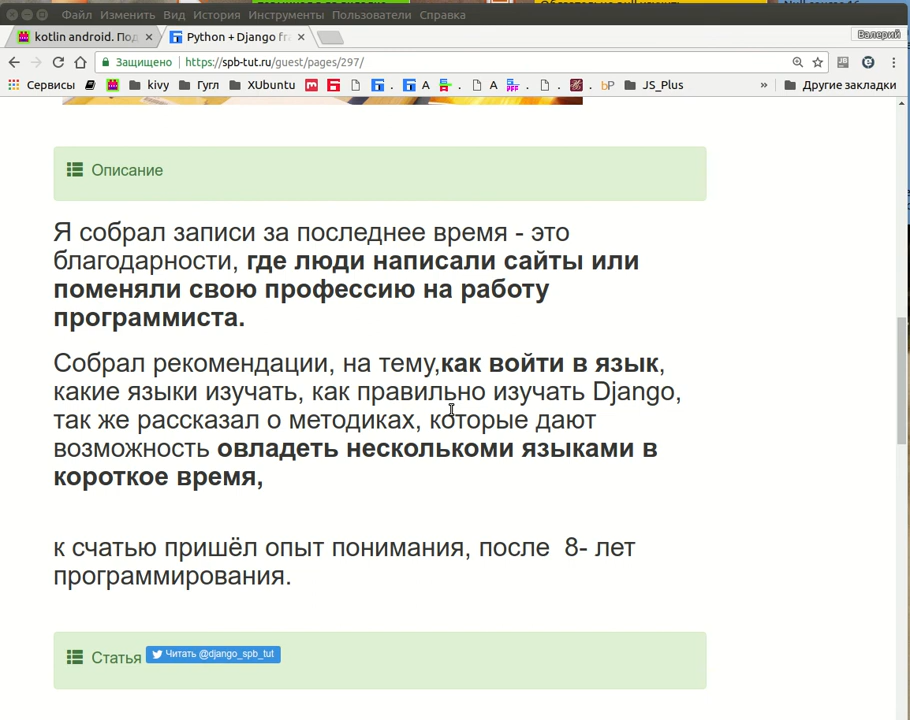 Файл Изменить Вид История Инструменты Пользователи Справка
kotlin android. Под
Python + Django fra
Валерий
Защищено https://spb-tut.ru/guest/pages/297/
Сервисы kivy Гугл XUbuntu A A bP JS_Plus » Другие закладки
Описание
Я собрал записи за последнее время - это
благодарности, где люди написали сайты или
поменяли свою профессию на работу
программиста.
Собрал рекомендации, на тему,как войти в язык,
какие языки изучать, как правильно изучать Django,
так же рассказал о методиках, которые дают
возможность овладеть несколькоми языками в
короткое время,
к счатью пришёл опыт понимания, после 8- лет
программирования.
Статья Читать @django_spb_tut